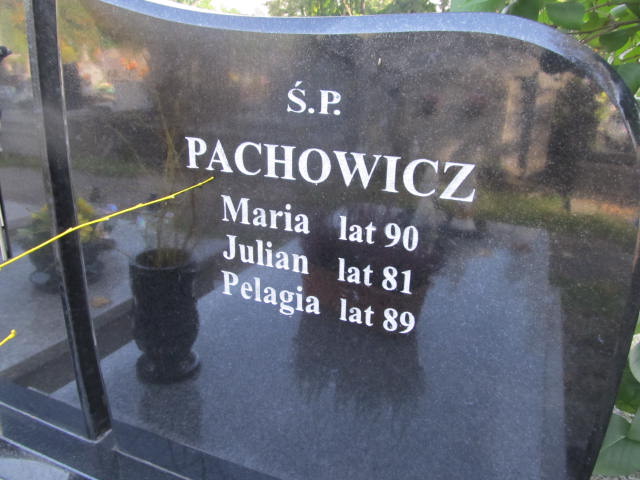 Ś.P.
PACHOWICZ
Maria lat 90
Julian lat 81
Pelagia lat 89